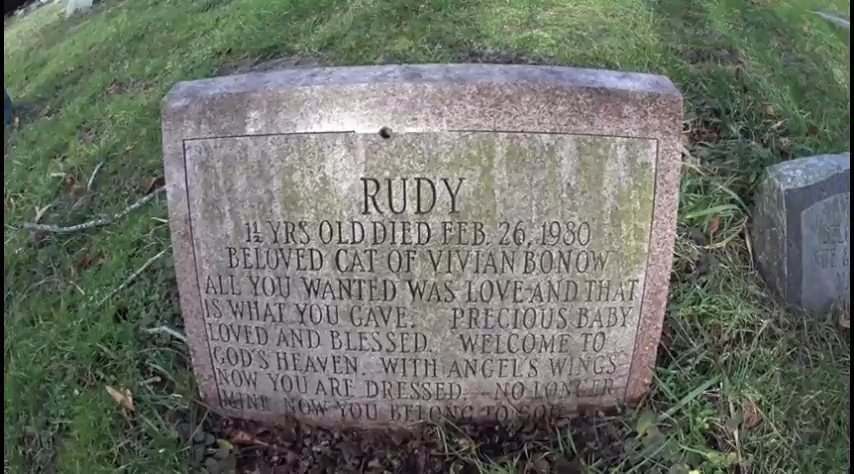 RUDY
1½ YRS OLD DIED FEB. 26, 1980
BELOVED CAT OF VIVIAN BONOW
ALL YOU WANTED WAS LOVE AND THAT
IS WHAT YOU GAVE. PRECIOUS BABY
LOVED AND BLESSED. WELCOME TO
GOD'S HEAVEN. WITH ANGEL'S WINGS
NOW YOU ARE DRESSED. NO LONGER
MINE NOW YOU BELONG TO GOD